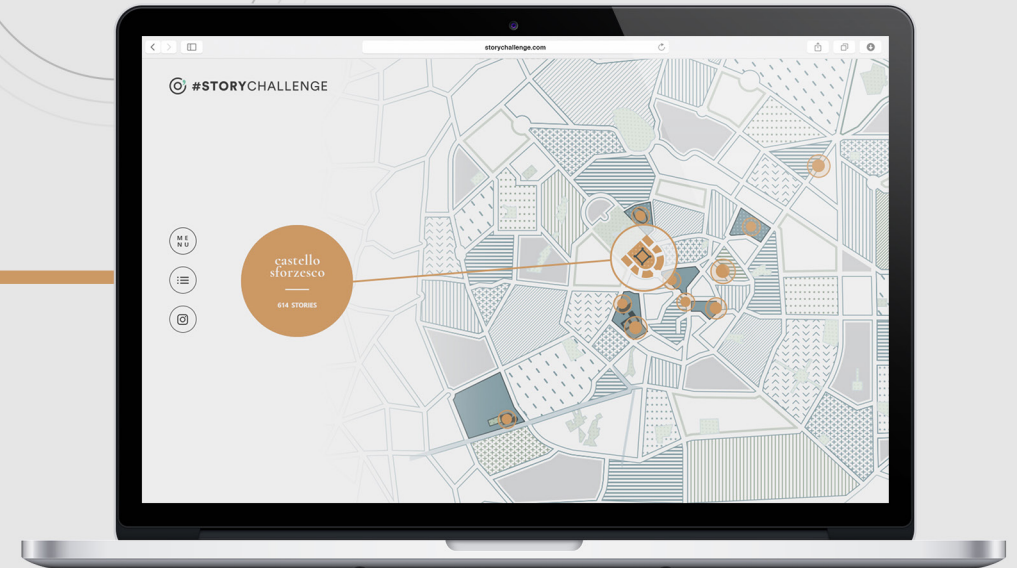 storychallenge.com
#STORYCHALLENGE
ME
NU
castello
sforzesco
614 STORIES